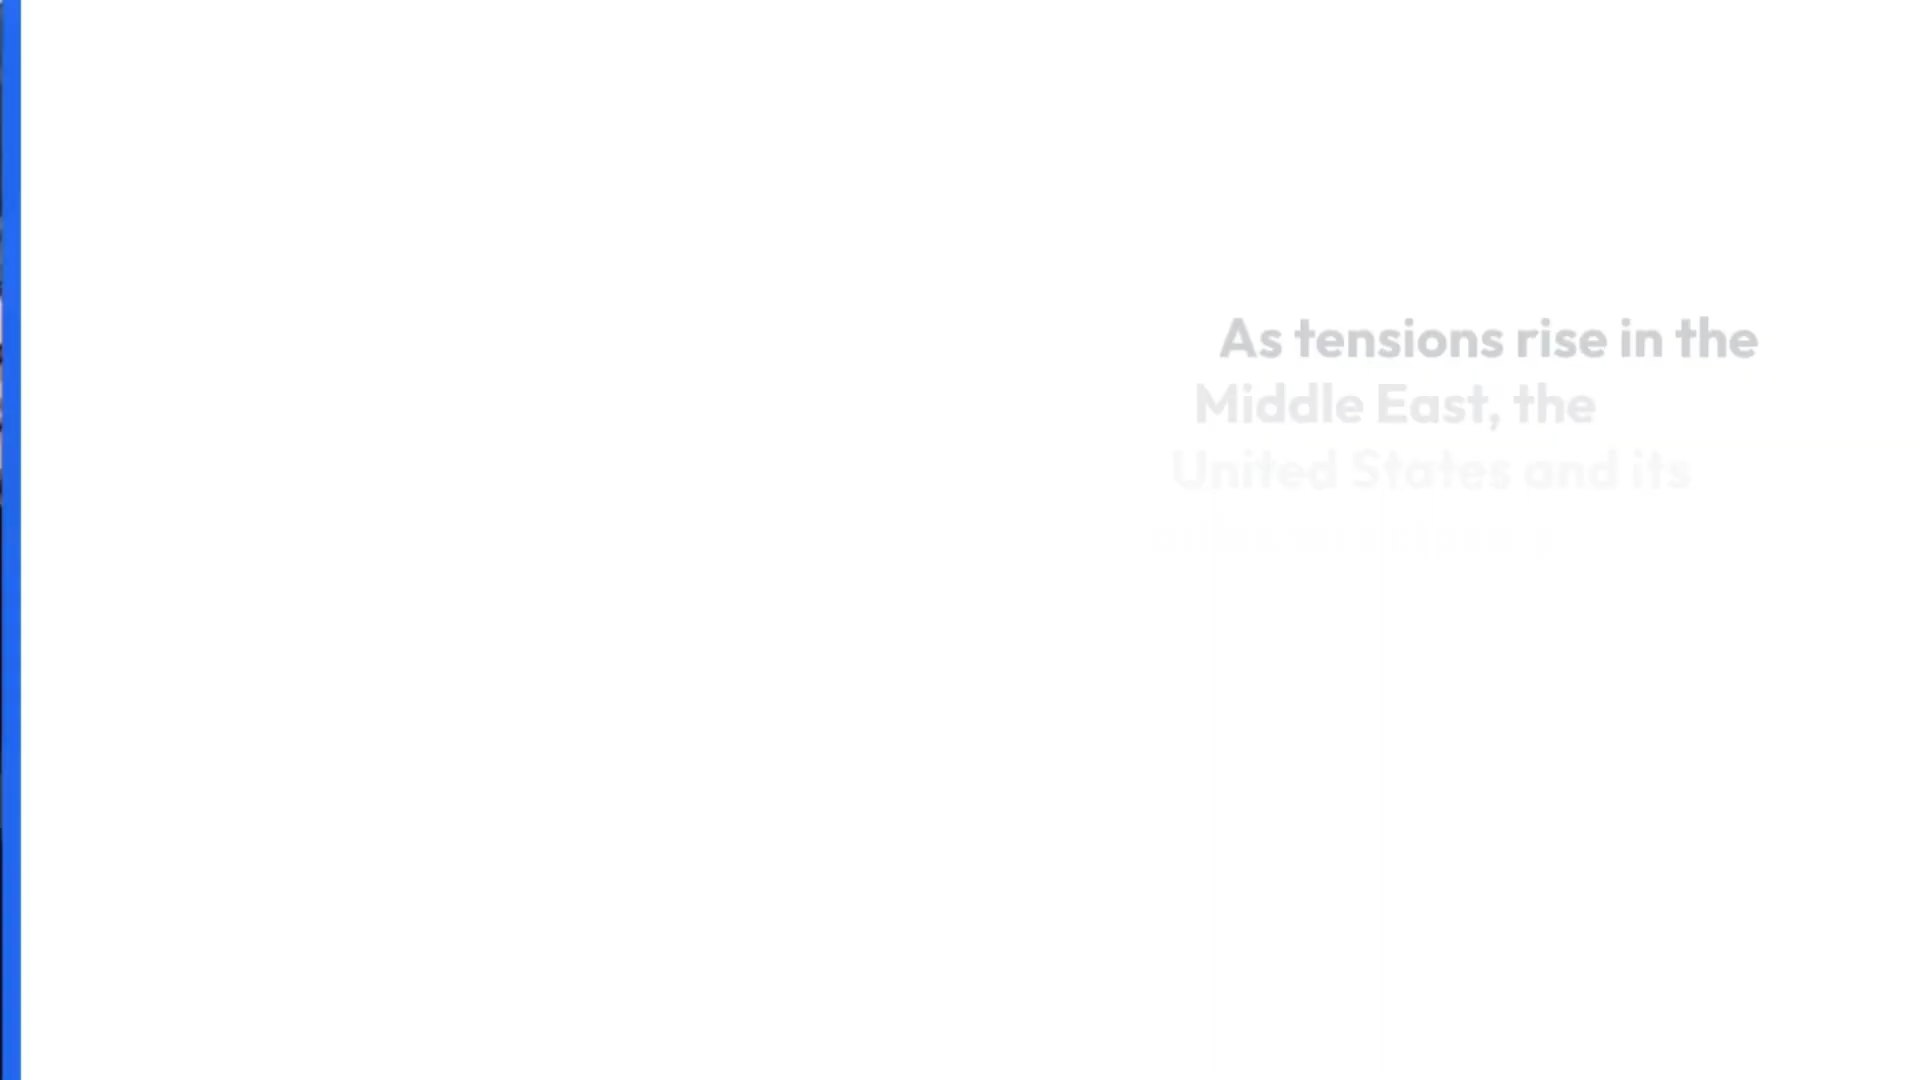 As tensions rise in the
Middle East, the
United States and its